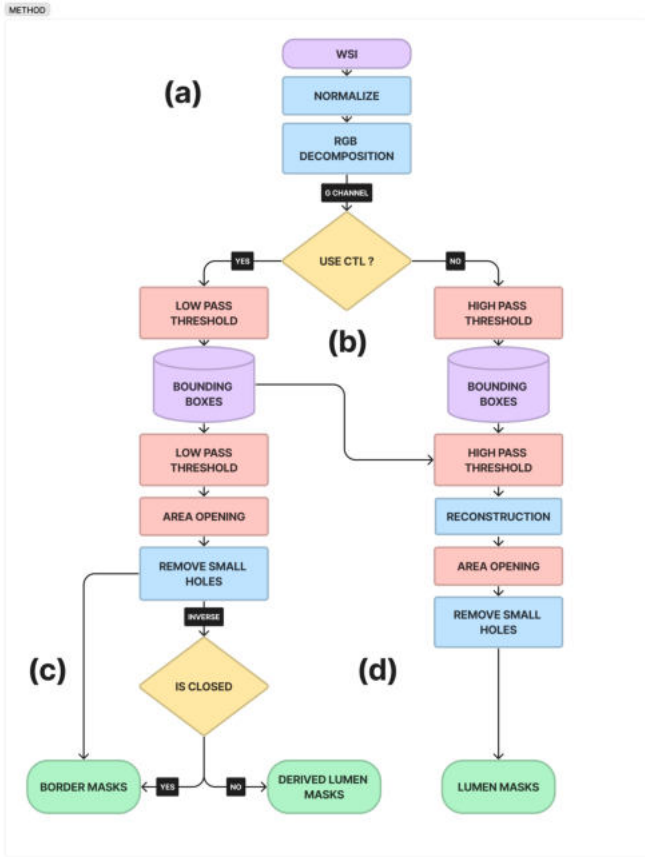 METHOD
WSI
(a)
NORMALIZE
RGB
DECOMPOSITION
G CHANNEL
USE CTL ?
YES
NO
LOW PASS
THRESHOLD
HIGH PASS
THRESHOLD
(b)
BOUNDING
BOXES
BOUNDING
BOXES
LOW PASS
THRESHOLD
HIGH PASS
THRESHOLD
AREA OPENING
RECONSTRUCTION
REMOVE SMALL
HOLES
AREA OPENING
INVERSE
REMOVE SMALL
HOLES
(c)
(d)
IS CLOSED
BORDER MASKS
YES
NO
DERIVED LUMEN
MASKS
LUMEN MASKS